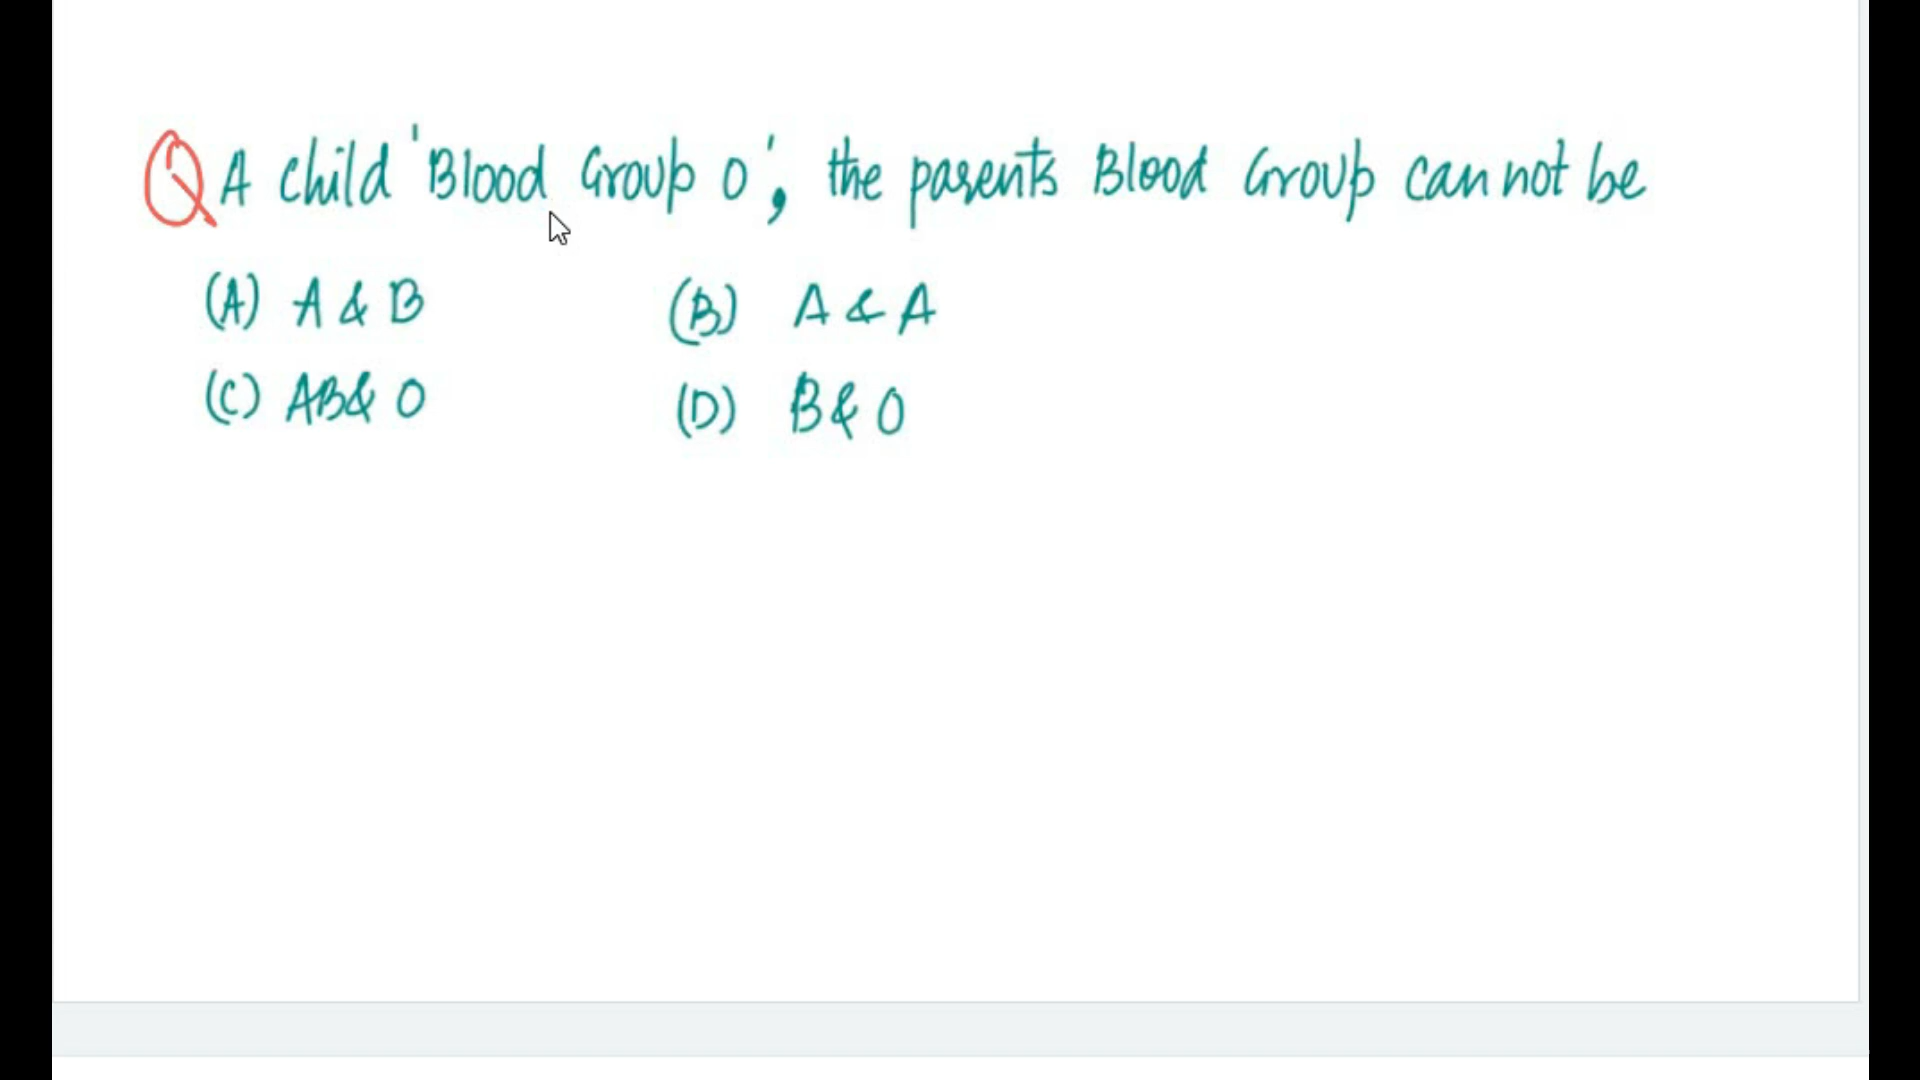 Q A child 'Blood Group O', the parents Blood Group can not be
(A) A & B (B) A & A
(C) AB & O (D) B & O